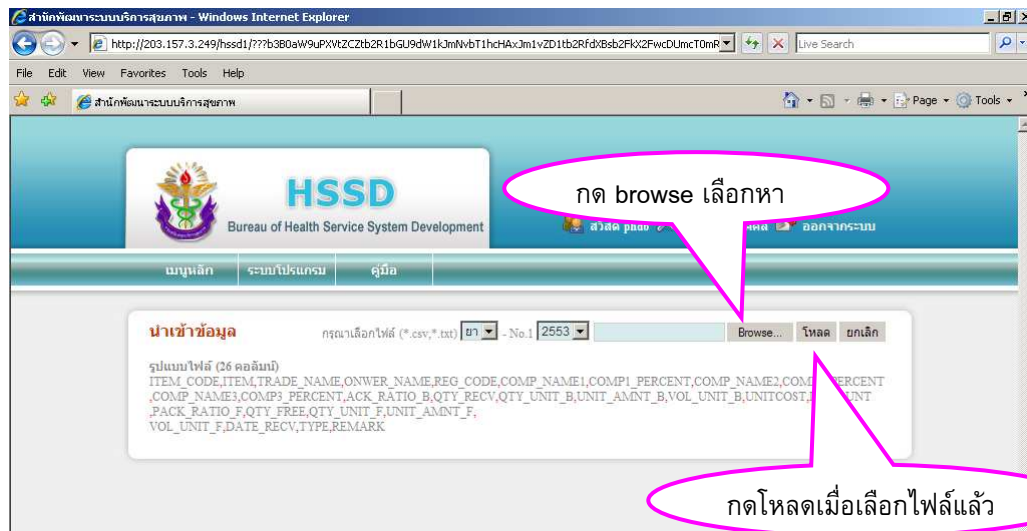 สำนักพัฒนาระบบบริการสุขภาพ - Windows Internet Explorer
File Edit View Favorites Tools Help
Live Search
สำนักพัฒนาระบบบริการสุขภาพ
Page Tools
HSSD
Bureau of Health Service System Development
กด browse เลือกหา
สวัสดี
ออกจากระบบ
เมนูหลัก ระบบโปรแกรม คู่มือ
นำเข้าข้อมูล กรุณาเลือกไฟล์ (*.csv,*.txt) ยา - No.1 2553 Browse... โหลด ยกเลิก
รูปแบบไฟล์ (26 คอลัมน์)
ITEM_CODE,ITEM,TRADE_NAME,ONWER_NAME,REG_CODE,COMP_NAME1,COMP1_PERCENT,COMP_NAME2,
,COMP_NAME3,COMP3_PERCENT,ACK_RATIO_B,QTY_RECV,QTY_UNIT_B,UNIT_AMNT_B,VOL_UNIT_B,UNITCOST,
,PACK_RATIO_F,QTY_FREE,QTY_UNIT_F,UNIT_AMNT_F,
VOL_UNIT_F,DATE_RECV,TYPE,REMARK
กดโหลดเมื่อเลือกไฟล์แล้ว